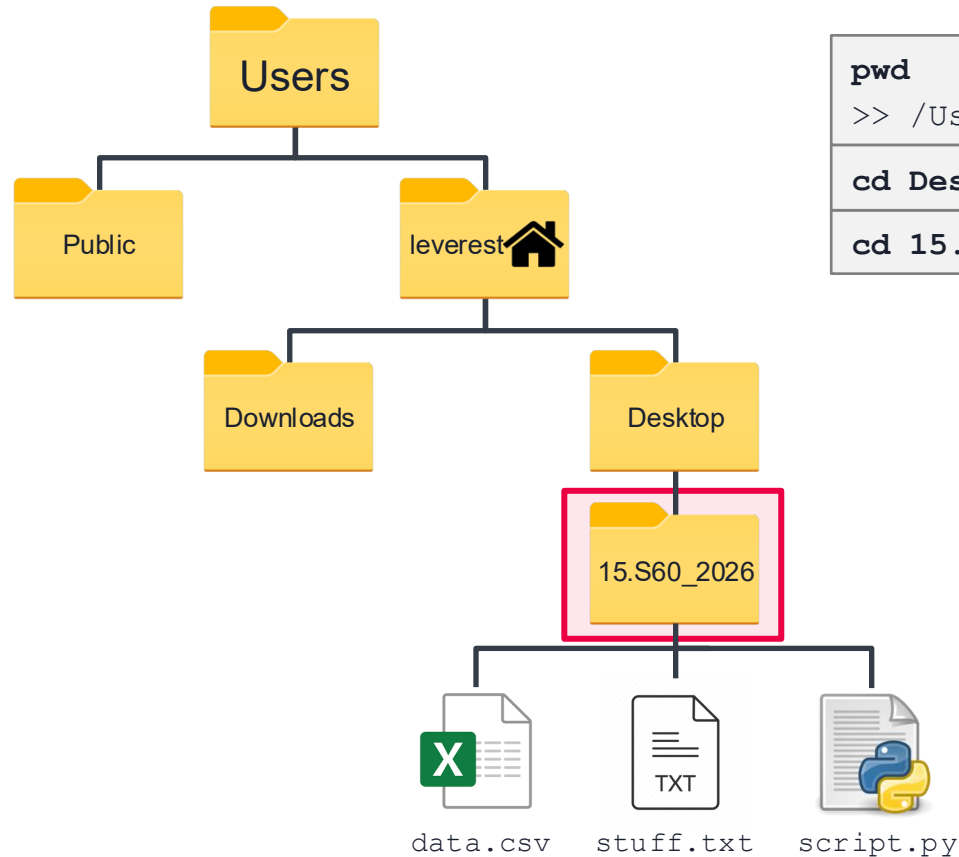 Users
pwd
>> /Us
cd Des
cd 15.
Public
leverest
Downloads
Desktop
15.S60_2026
X
TXT
data.csv
stuff.txt
script.py